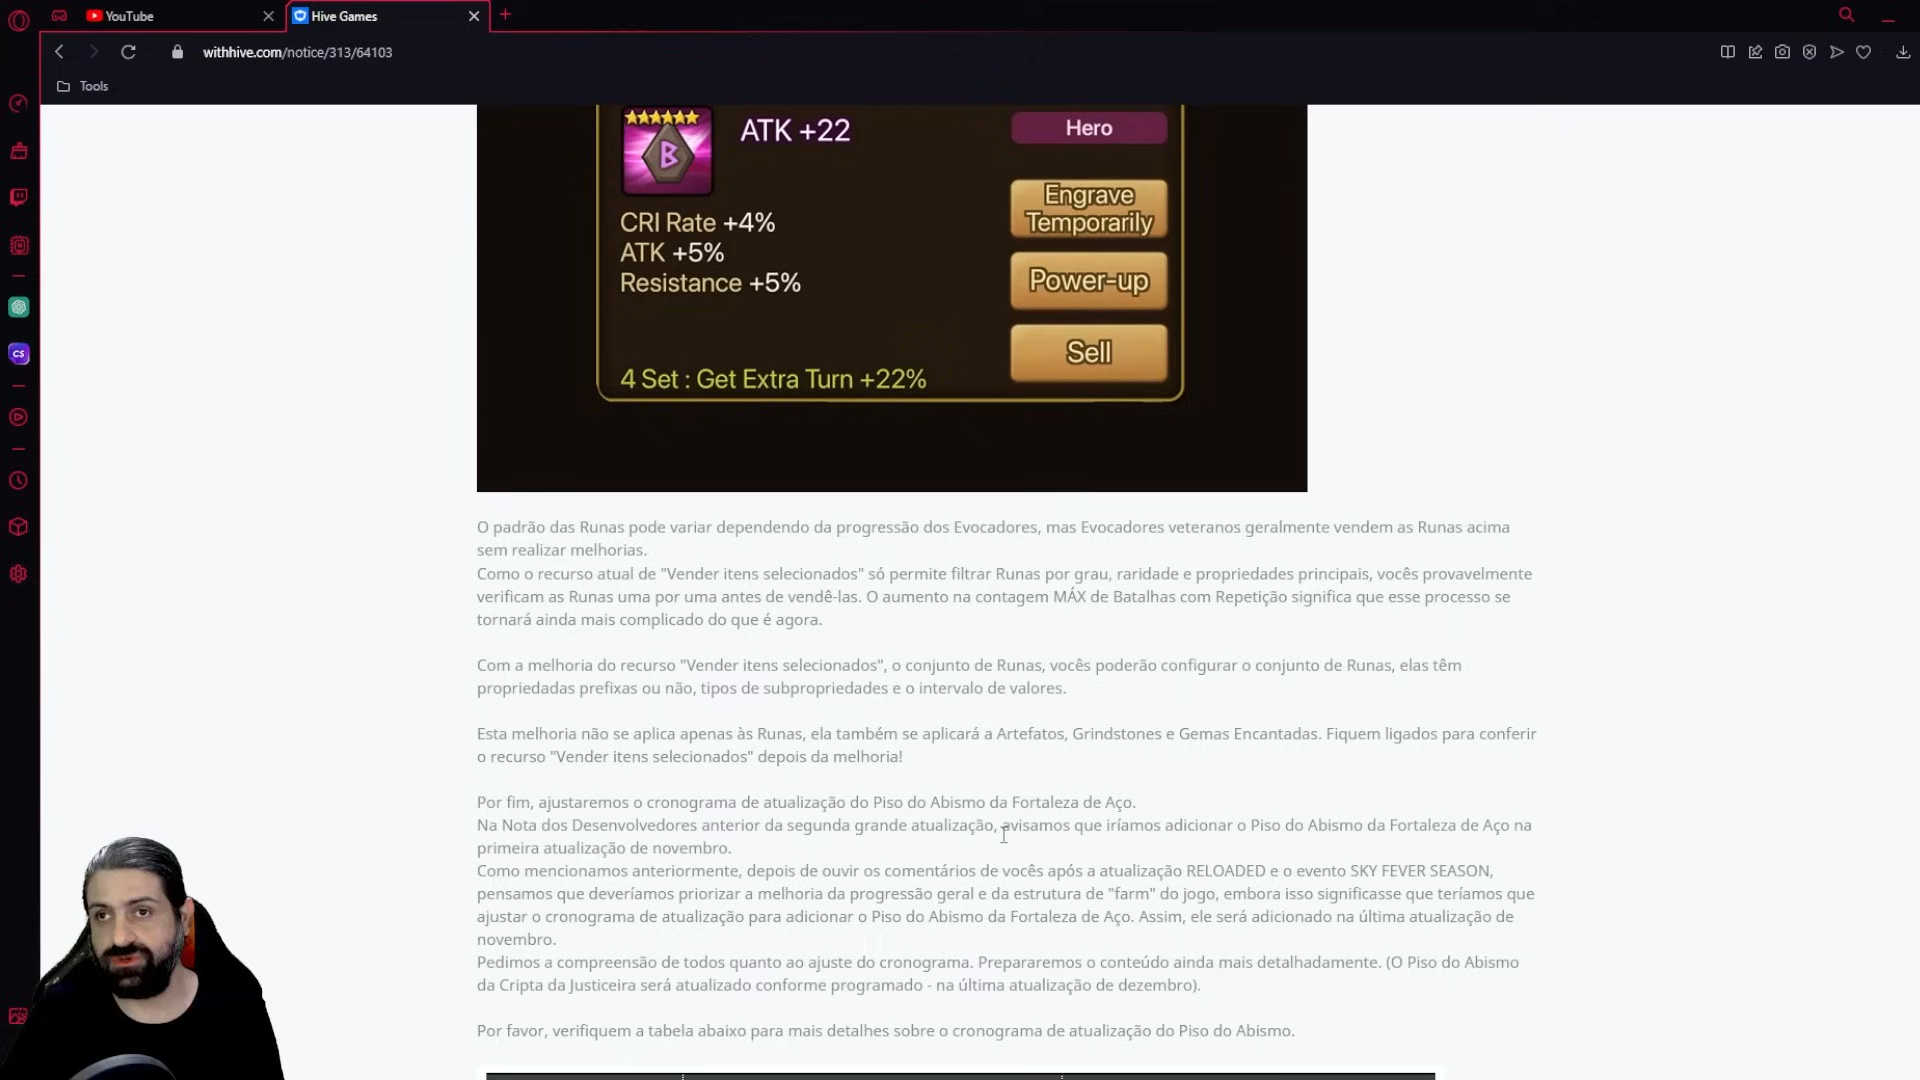 YouTube
Hive Games
withhive.com/notice/313/64103
Tools
ATK +22
Hero
Engrave
Temporarily
CRI Rate +4%
ATK +5%
Resistance +5%
Power-up
Sell
4 Set : Get Extra Turn +22%
CS
O padrão das Runas pode variar dependendo da progressão dos Evocadores, mas Evocadores veteranos geralmente vendem as Runas acima
sem realizar melhorias.
Como o recurso atual de "Vender itens selecionados" só permite filtrar Runas por grau, raridade e propriedades principais, vocês provavelmente
verificam as Runas uma por uma antes de vendê-las. O aumento na contagem MÁX de Batalhas com Repetição significa que esse processo se
tornará ainda mais complicado do que é agora.
Com a melhoria do recurso "Vender itens selecionados", o conjunto de Runas, vocês poderão configurar o conjunto de Runas, elas têm
propriedadas prefixas ou não, tipos de subpropriedades e o intervalo de valores.
Esta melhoria não se aplica apenas às Runas, ela também se aplicará a Artefatos, Grindstones e Gemas Encantadas. Fiquem ligados para conferir
o recurso "Vender itens selecionados" depois da melhoria!
Por fim, ajustaremos o cronograma de atualização do Piso do Abismo da Fortaleza de Aço.
Na Nota dos Desenvolvedores anterior da segunda grande atualização, avisamos que iríamos adicionar o Piso do Abismo da Fortaleza de Aço na
primeira atualização de novembro.
Como mencionamos anteriormente, depois de ouvir os comentários de vocês após a atualização RELOADED e o evento SKY FEVER SEASON,
pensamos que deveríamos priorizar a melhoria da progressão geral e da estrutura de "farm" do jogo, embora isso significasse que teríamos que
ajustar o cronograma de atualização para adicionar o Piso do Abismo da Fortaleza de Aço. Assim, ele será adicionado na última atualização de
novembro.
Pedimos a compreensão de todos quanto ao ajuste do cronograma. Prepararemos o conteúdo ainda mais detalhadamente. (O Piso do Abismo
da Cripta da Justiceira será atualizado conforme programado - na última atualização de dezembro).
Por favor, verifiquem a tabela abaixo para mais detalhes sobre o cronograma de atualização do Piso do Abismo.